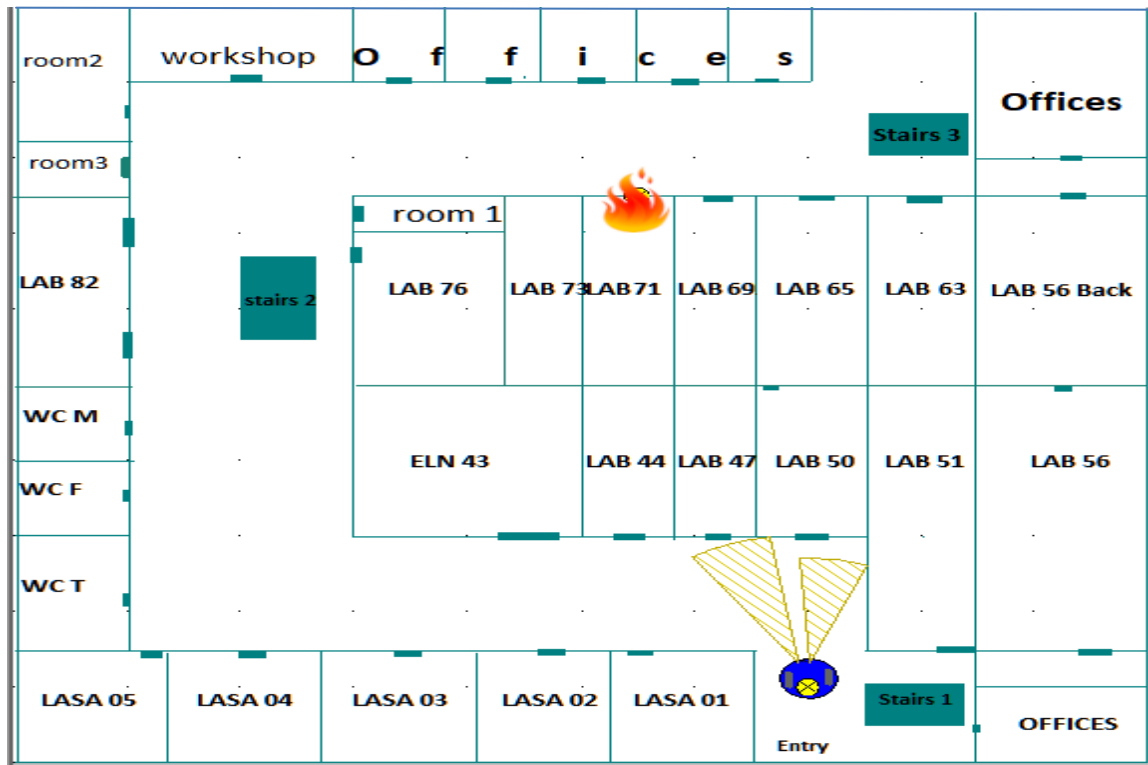 room2
workshop
O f f i c e s
Offices
Stairs 3
room3
room 1
LAB 82
stairs 2
LAB 76
LAB 73
LAB71
LAB 69
LAB 65
LAB 63
LAB 56 Back
WC M
ELN 43
LAB 44
LAB 47
LAB 50
LAB 51
LAB 56
WC F
WC T
LASA 05
LASA 04
LASA 03
LASA 02
LASA 01
Stairs 1
OFFICES
Entry